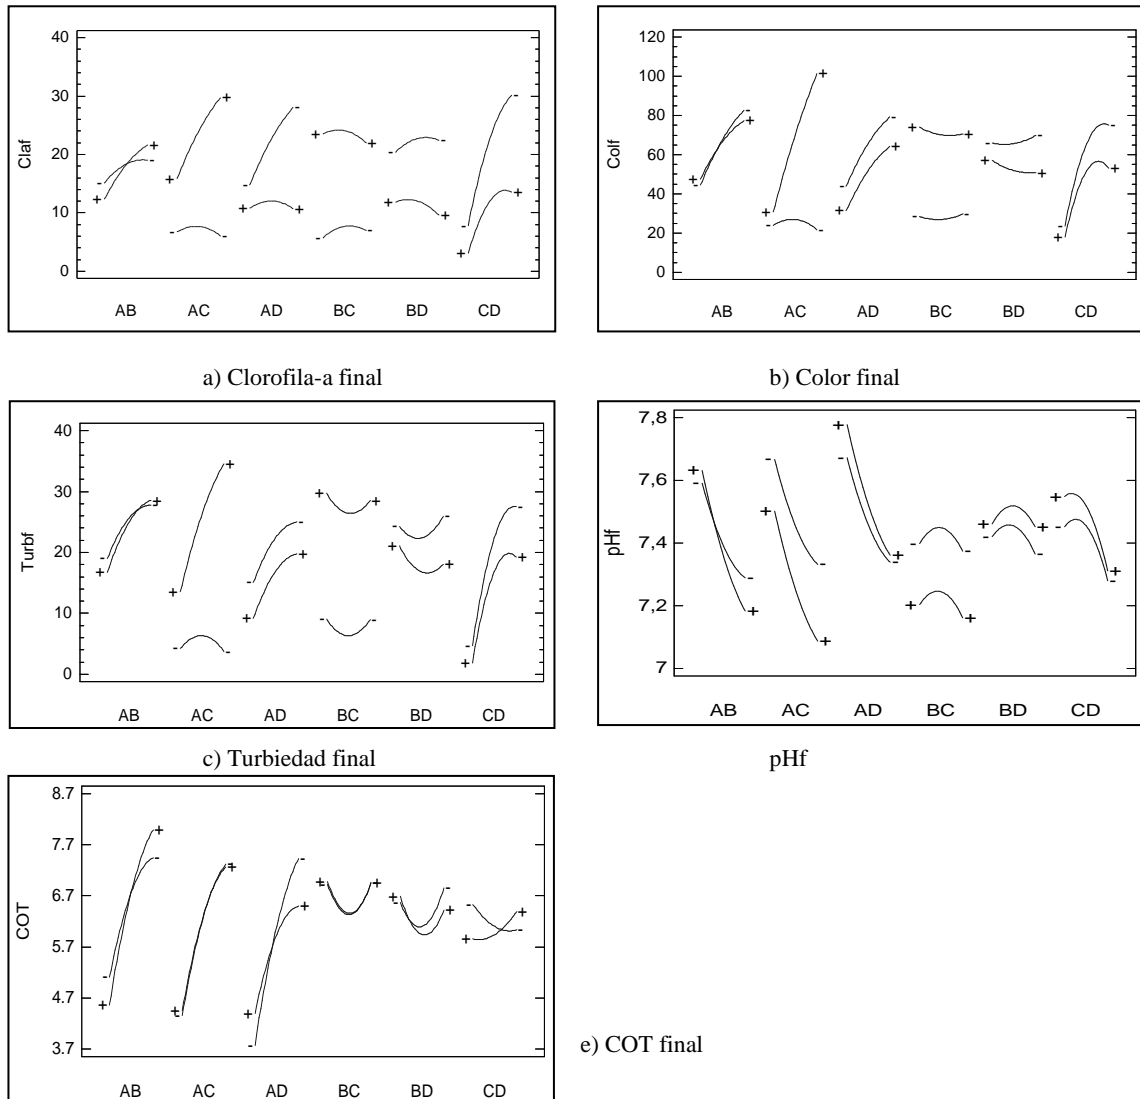 40
30
20
10
0
Claf
AB AC AD BC BD CD
a) Clorofila-a final
120
100
80
60
40
20
0
Colf
AB AC AD BC BD CD
b) Color final
40
30
20
10
0
Turbf
AB AC AD BC BD CD
c) Turbiedad final
7,8
7,6
7,4
7,2
7
pHf
AB AC AD BC BD CD
pHf
8.7
7.7
6.7
5.7
4.7
3.7
COT
AB AC AD BC BD CD
e) COT final